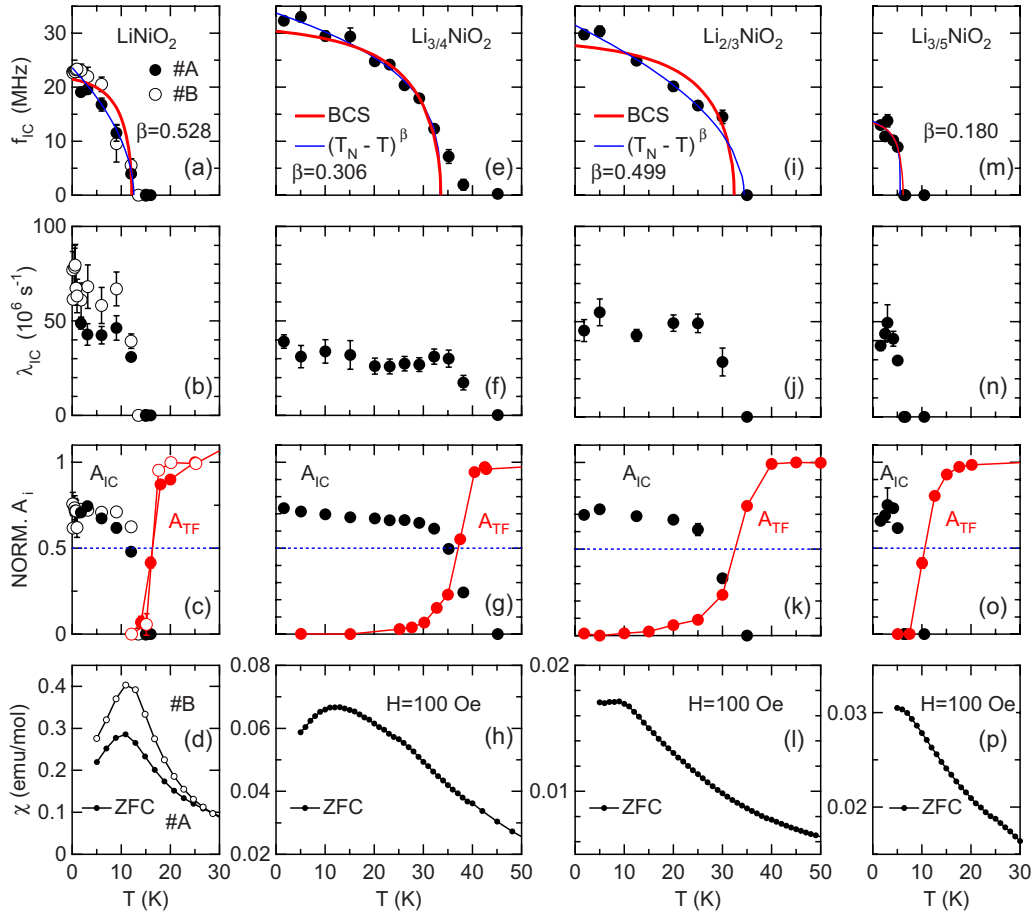 LiNiO2
Li3/4NiO2
Li2/3NiO2
Li3/5NiO2
fIC (MHz)
30
20
10
0
#A
#B
β=0.528
(a)
BCS
(TN - T)β
β=0.306
(e)
BCS
(TN - T)β
β=0.499
(i)
β=0.180
(m)
λIC (10^6 s^-1)
100
50
0
(b)
(f)
(j)
(n)
NORM. Ai
1
0.5
0
AIC
ATF
(c)
AIC
ATF
(g)
AIC
ATF
(k)
AIC
ATF
(o)
χ (emu/mol)
0.4
0.3
0.2
0.1
0
#B
(d)
ZFC
#A
0.08
0.06
0.04
0.02
H=100 Oe
(h)
ZFC
0.02
0.01
H=100 Oe
(l)
ZFC
0.03
0.02
H=100 Oe
(p)
ZFC
0 10 20 30
0 10 20 30 40 50
0 10 20 30 40 50
0 10 20 30
T (K)
T (K)
T (K)
T (K)